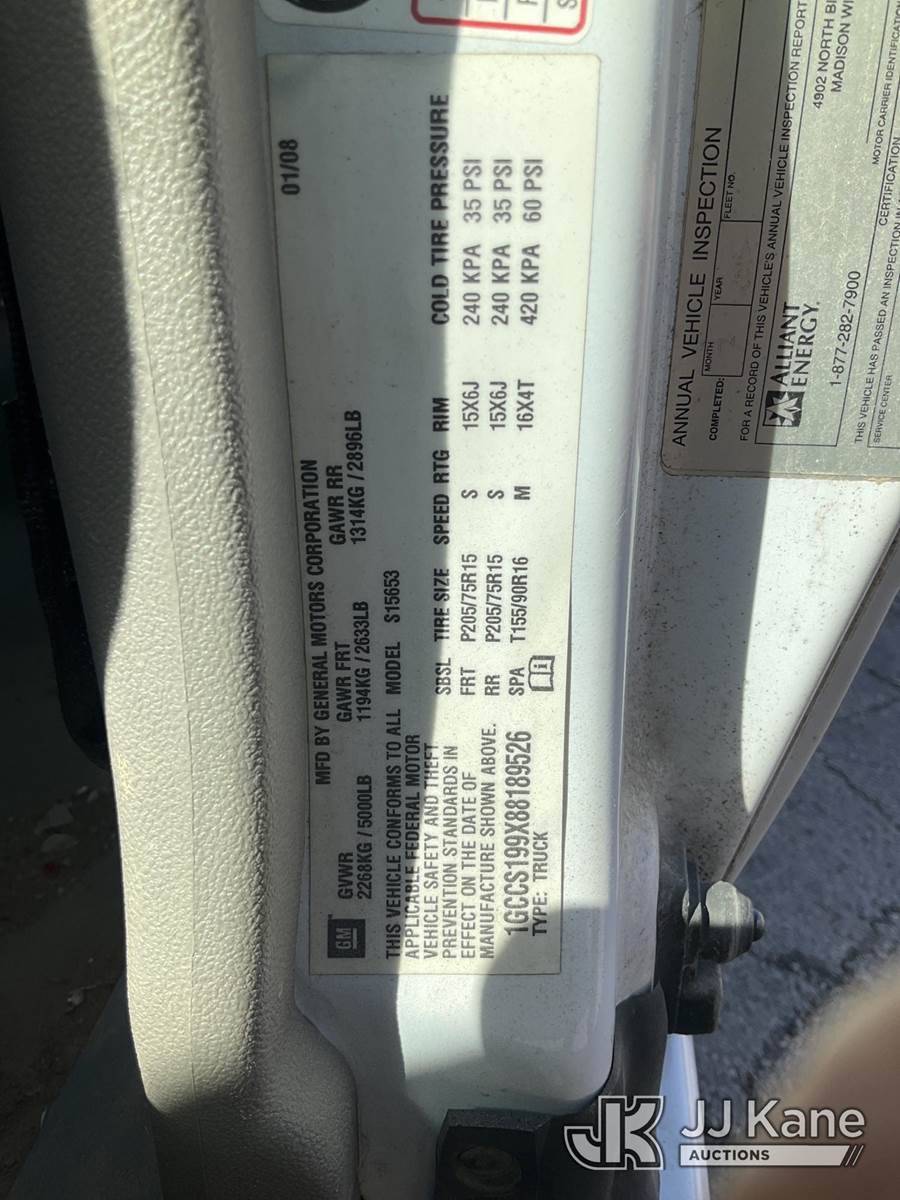 01/08
MFD BY GENERAL MOTORS CORPORATION
GVWR GAWR FRT GAWR RR
2268KG / 5000LB 1194KG / 2633LB 1314KG / 2896LB
GM
THIS VEHICLE CONFORMS TO ALL
APPLICABLE FEDERAL MOTOR
VEHICLE SAFETY AND THEFT
PREVENTION STANDARDS IN
EFFECT ON THE DATE OF
MANUFACTURE SHOWN ABOVE.
1GCCS199X88189526
TYPE: TRUCK
MODEL S15653
SBSL TIRE SIZE SPEED RTG RIM COLD TIRE PRESSURE
FRT P205/75R15 S 15X6J 240 KPA 35 PSI
RR P205/75R15 S 15X6J 240 KPA 35 PSI
SPA T155/90R16 M 16X4T 420 KPA 60 PSI
ANNUAL VEHICLE INSPECTION
COMPLETED: MONTH YEAR FLEET NO.
FOR A RECORD OF THIS VEHICLE'S ANNUAL VEHICLE INSPECTION REPORT
ALLIANT
ENERGY
4902 NORTH BI
MADISON WI
1-877-282-7900
THIS VEHICLE HAS PASSED AN INSPECTION IN
SERVICE CENTER
MOTOR CARRIER IDENTIFICATION
CERTIFICATION
JK JJ Kane
AUCTIONS